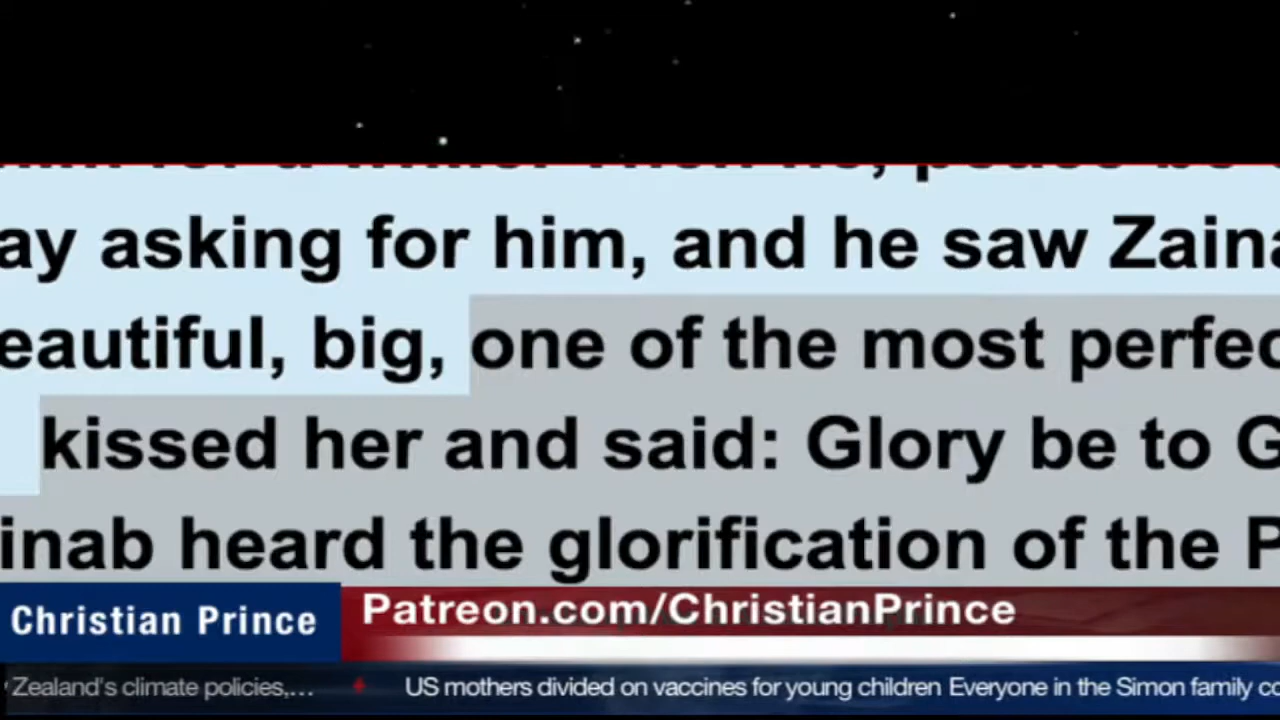 ay asking for him, and he saw Zaina
eautiful, big, one of the most perfec
kissed her and said: Glory be to G
inab heard the glorification of the P
Christian Prince
Patreon.com/ChristianPrince
Zealand's climate policies,... US mothers divided on vaccines for young children Everyone in the Simon family co